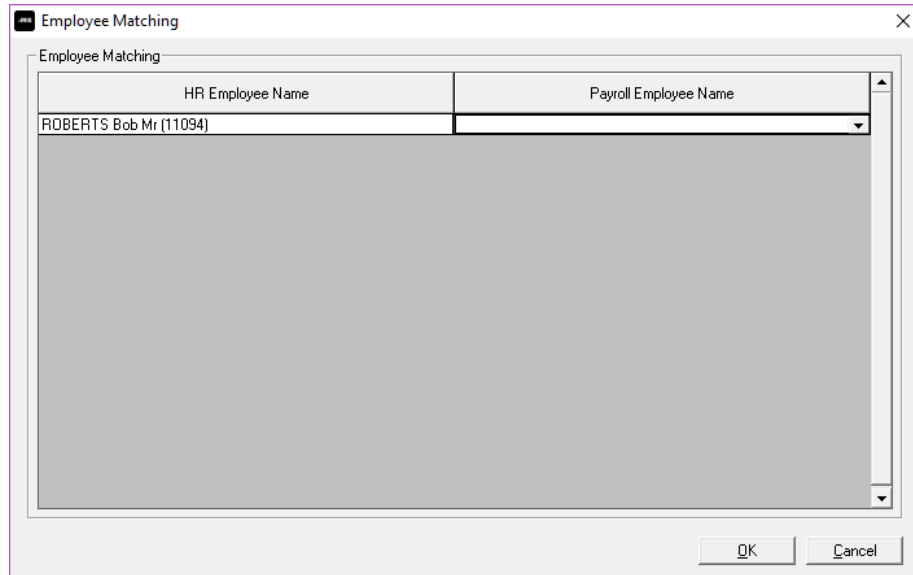 Employee Matching
Employee Matching
HR Employee Name Payroll Employee Name
ROBERTS Bob Mr (11094)
OK Cancel